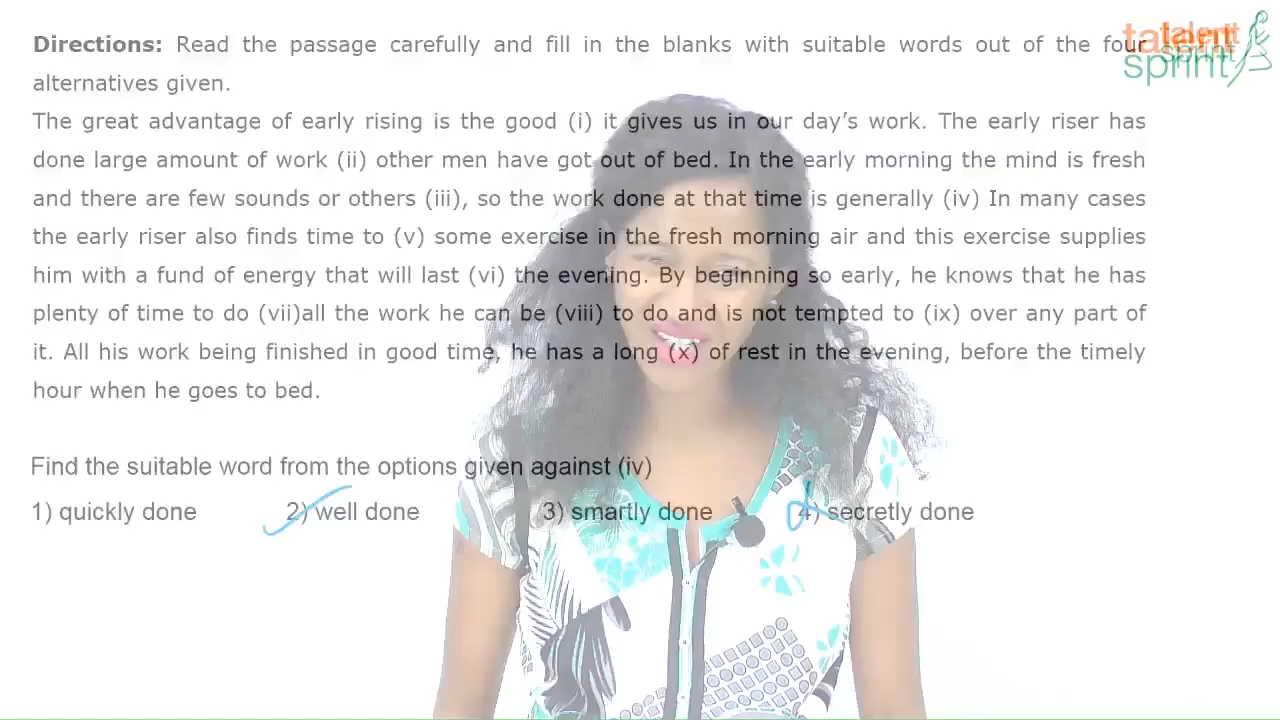 Directions: Read the passage carefully and fill in the blanks with suitable words out of the four
alternatives given.
The great advantage of early rising is the good (i) it gives us in our day's work. The early riser has
done large amount of work (ii) other men have got out of bed. In the early morning the mind is fresh
and there are few sounds or others (iii), so the work done at that time is generally (iv) In many cases
the early riser also finds time to (v) some exercise in the fresh morning air and this exercise supplies
him with a fund of energy that will last (vi) the evening. By beginning so early, he knows that he has
plenty of time to do (vii)all the work he can be (viii) to do and is not tempted to (ix) over any part of
it. All his work being finished in good time, he has a long (x) of rest in the evening, before the timely
hour when he goes to bed.
Find the suitable word from the options given against (iv)
1) quickly done 2) well done 3) smartly done 4) secretly done
talent
sprint
talent
sprint